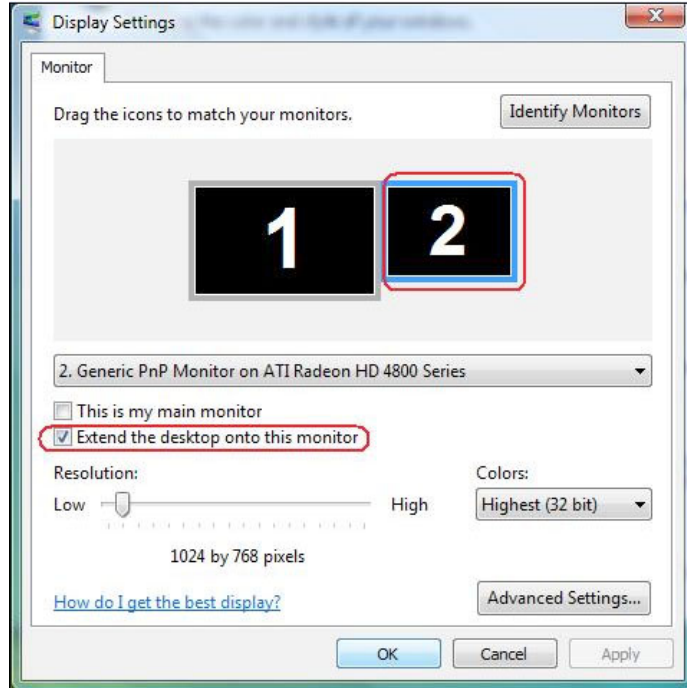 Display Settings
Monitor
Drag the icons to match your monitors.
Identify Monitors
1
2
2. Generic PnP Monitor on ATI Radeon HD 4800 Series
This is my main monitor
Extend the desktop onto this monitor
Resolution:
Colors:
Low
High
Highest (32 bit)
1024 by 768 pixels
How do I get the best display?
Advanced Settings...
OK
Cancel
Apply